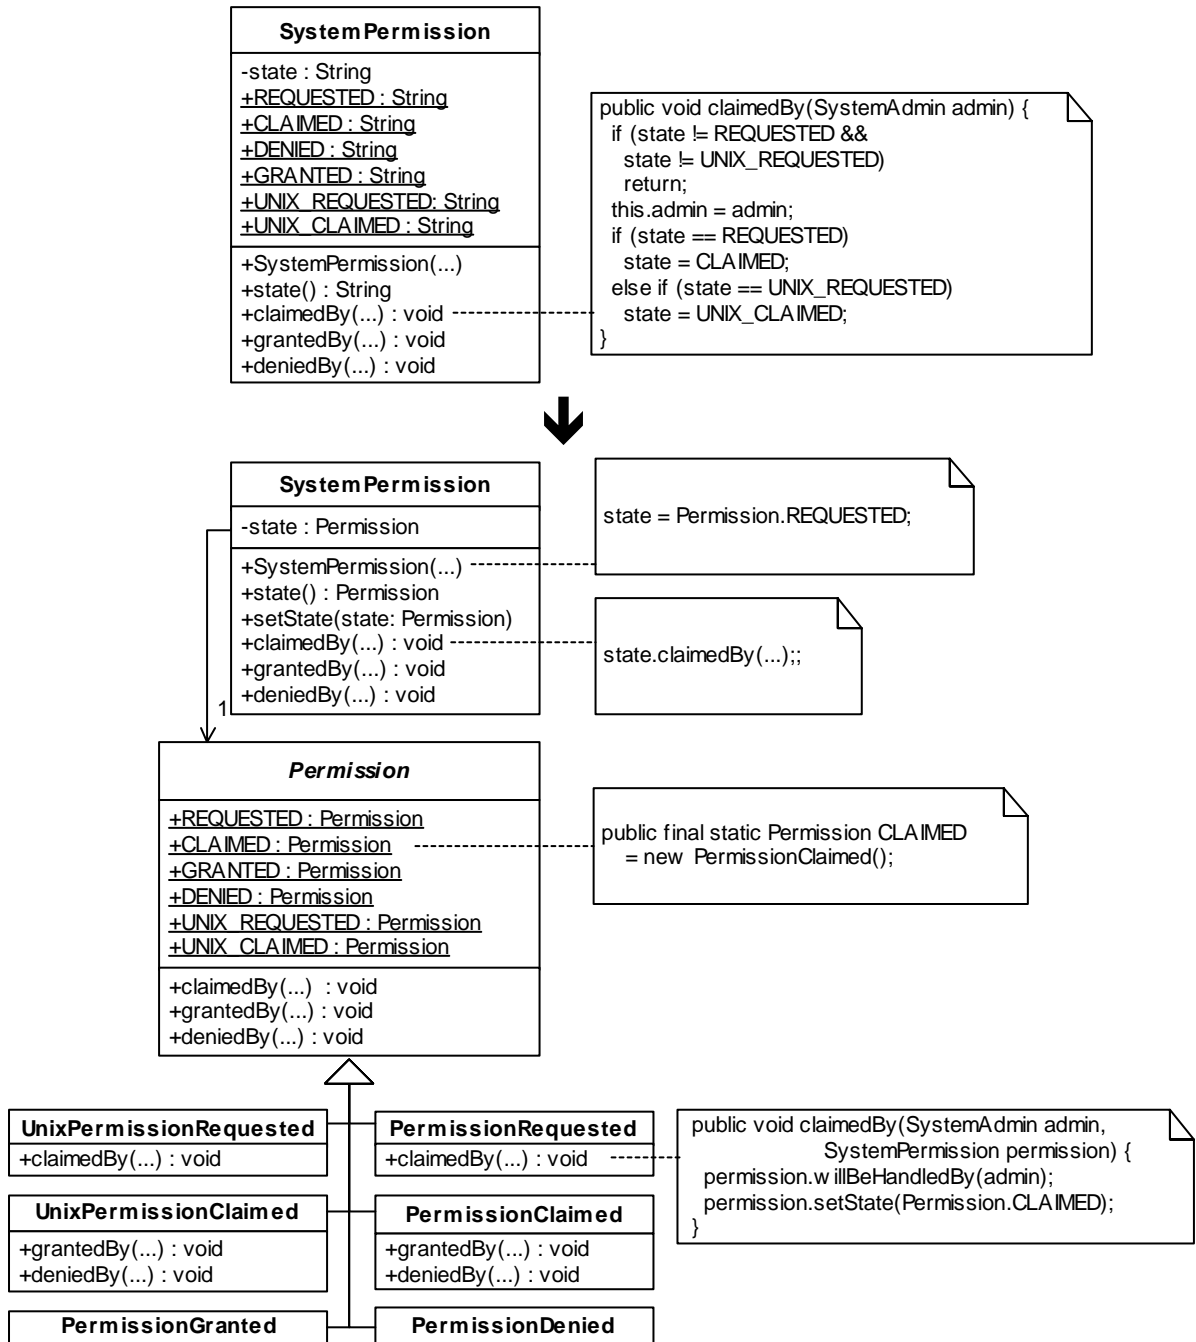 SystemPermission
-state : String
+REQUESTED : String
+CLAIMED : String
+DENIED : String
+GRANTED : String
+UNIX_REQUESTED: String
+UNIX_CLAIMED : String
+SystemPermission(...)
+state() : String
+claimedBy(...) : void
+grantedBy(...) : void
+deniedBy(...) : void
public void claimedBy(SystemAdmin admin) {
if (state != REQUESTED &&
state != UNIX_REQUESTED)
return;
this.admin = admin;
if (state == REQUESTED)
state = CLAIMED;
else if (state == UNIX_REQUESTED)
state = UNIX_CLAIMED;
}
SystemPermission
-state : Permission
+SystemPermission(...)
+state() : Permission
+setState(state: Permission)
+claimedBy(...) : void
+grantedBy(...) : void
+deniedBy(...) : void
state = Permission.REQUESTED;
state.claimedBy(...);;
1
Permission
+REQUESTED : Permission
+CLAIMED : Permission
+GRANTED : Permission
+DENIED : Permission
+UNIX_REQUESTED : Permission
+UNIX_CLAIMED : Permission
+claimedBy(...) : void
+grantedBy(...) : void
+deniedBy(...) : void
public final static Permission CLAIMED
= new PermissionClaimed();
UnixPermissionRequested
+claimedBy(...) : void
PermissionRequested
+claimedBy(...) : void
public void claimedBy(SystemAdmin admin,
SystemPermission permission) {
permission.willBeHandledBy(admin);
permission.setState(Permission.CLAIMED);
}
UnixPermissionClaimed
+grantedBy(...) : void
+deniedBy(...) : void
PermissionClaimed
+grantedBy(...) : void
+deniedBy(...) : void
PermissionGranted
PermissionDenied